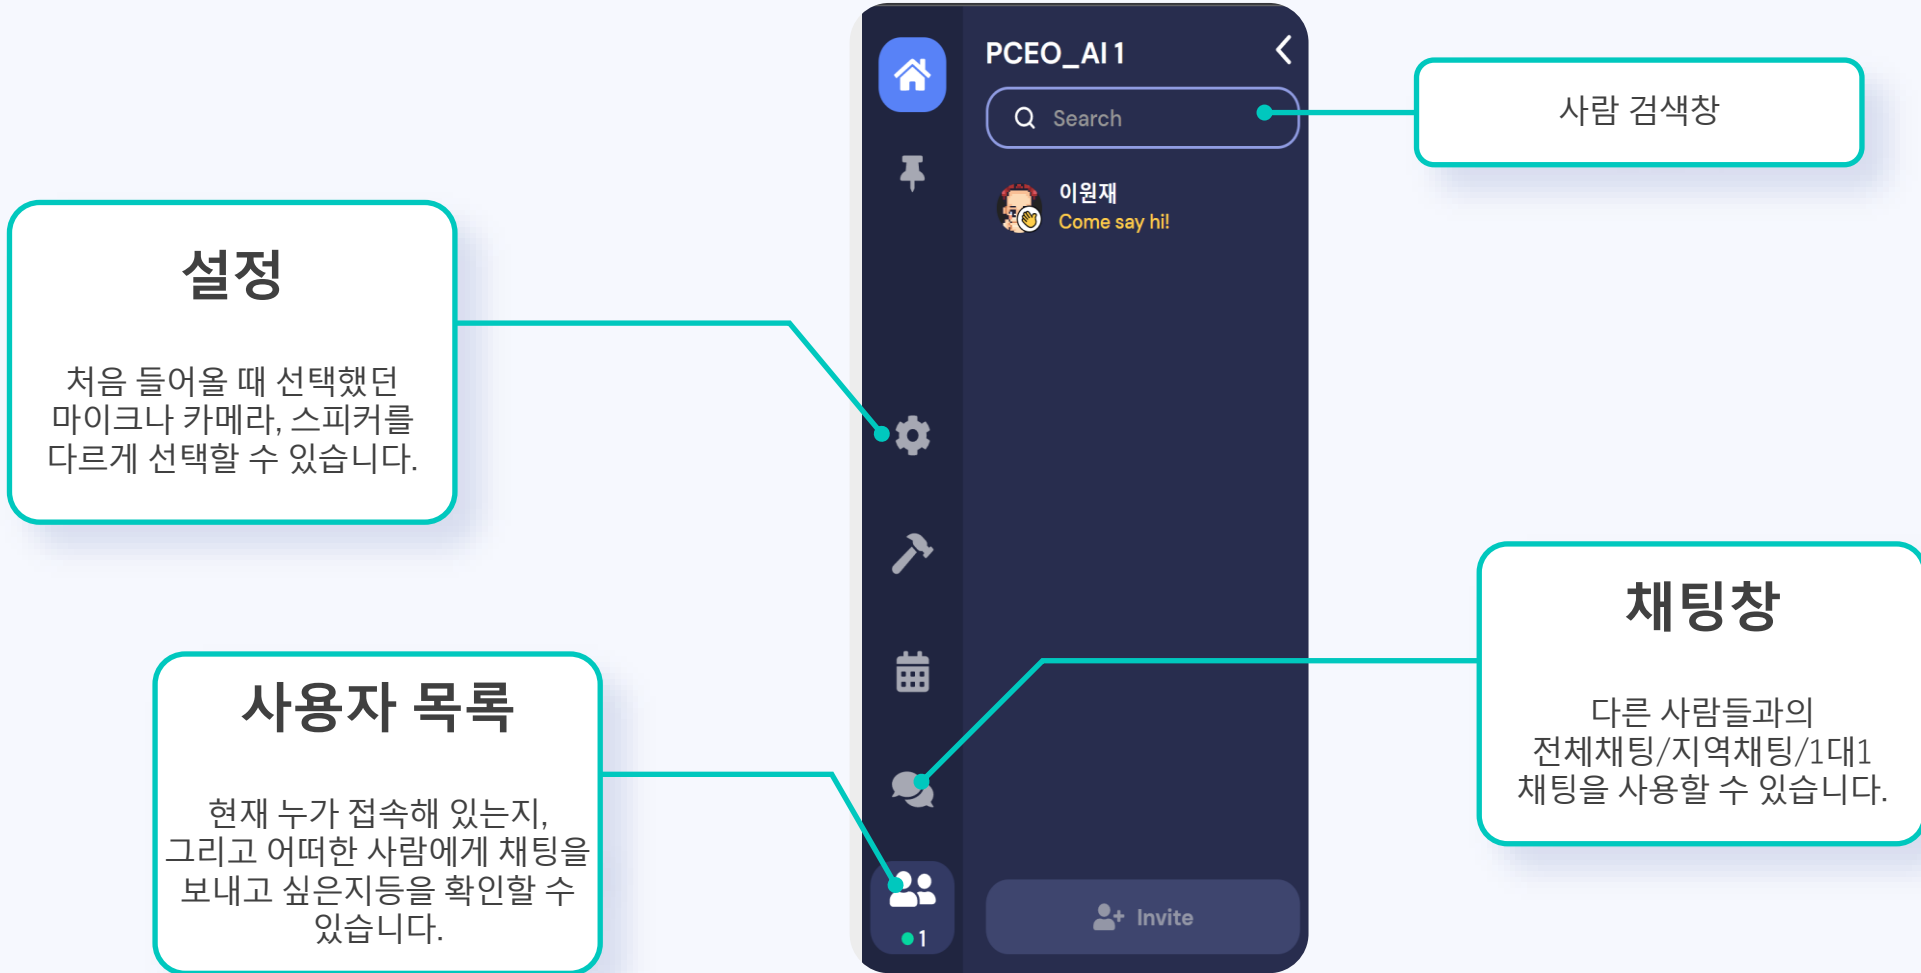 PCEO_AI 1
Search
사람 검색창
이원재
Come say hi!
설정
처음 들어올 때 선택했던
마이크나 카메라, 스피커를
다르게 선택할 수 있습니다.
채팅창
다른 사람들과의
전체채팅/지역채팅/1대1
채팅을 사용할 수 있습니다.
사용자 목록
현재 누가 접속해 있는지,
그리고 어떠한 사람에게 채팅을
보내고 싶은지등을 확인할 수
있습니다.
1
Invite